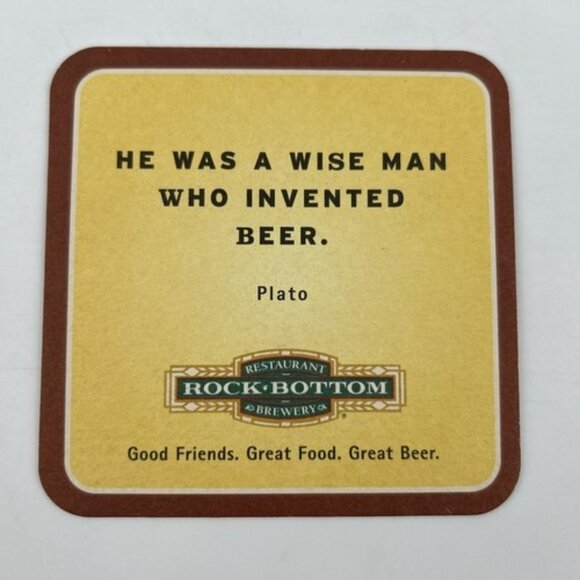 HE WAS A WISE MAN
WHO INVENTED
BEER.
Plato
RESTAURANT
ROCK•BOTTOM
BREWERY
®
Good Friends. Great Food. Great Beer.